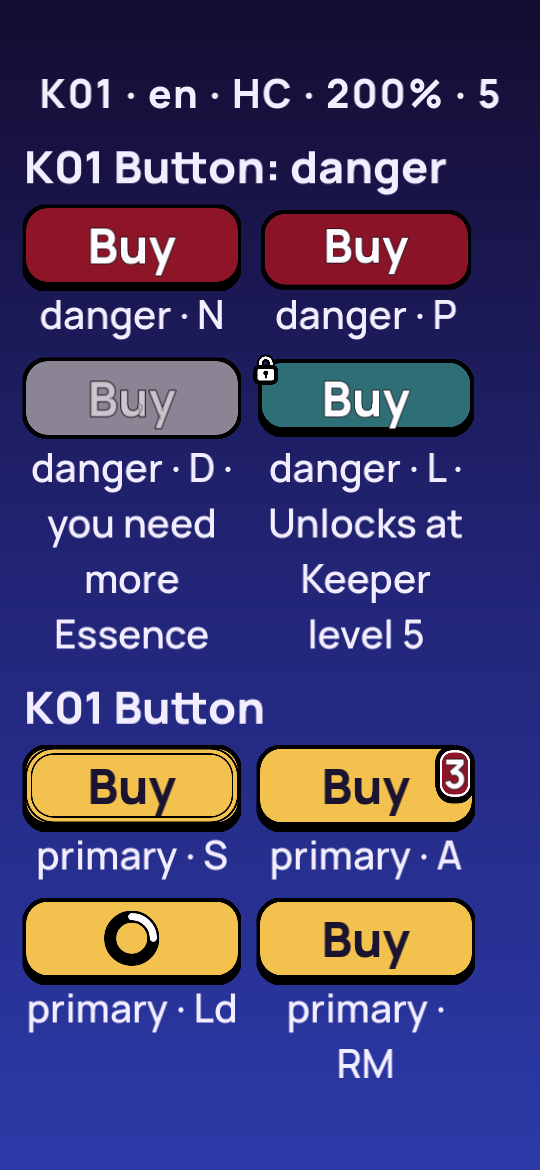 K01 · en · HC · 200% · 5
K01 Button: danger
Buy
Buy
danger · N
danger · P
Buy
Buy
danger · D ·
you need
more
Essence
danger · L ·
Unlocks at
Keeper
level 5
K01 Button
Buy
Buy
3
primary · S
primary · A
Buy
primary · Ld
primary ·
RM